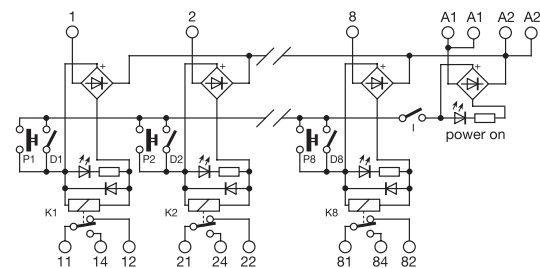 1 2 8 A1 A1 A2 A2
+ + + +
P1 D1 P2 D2 P8 D8 I power on
K1 K2 K8
11 14 12 21 24 22 81 84 82